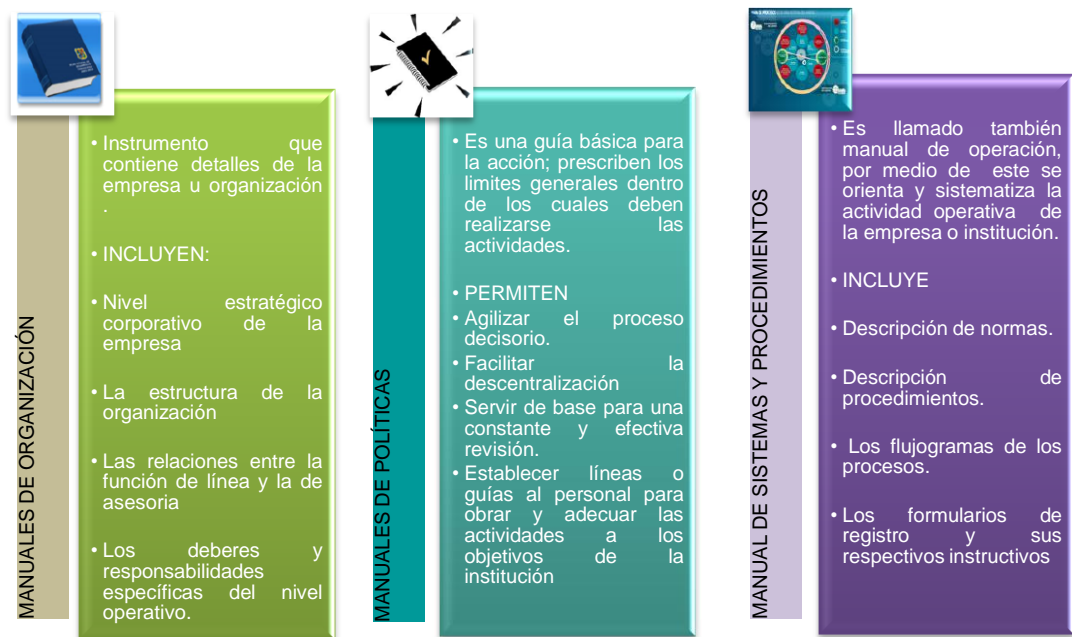 MANUALES DE ORGANIZACIÓN
• Instrumento que
contiene detalles de la
empresa u organización
.
• INCLUYEN:
• Nivel estratégico
corporativo de la
empresa
• La estructura de la
organización
• Las relaciones entre la
función de línea y la de
asesoria
• Los deberes y
responsabilidades
específicas del nivel
operativo.
MANUALES DE POLÍTICAS
• Es una guía básica para
la acción; prescriben los
limites generales dentro
de los cuales deben
realizarse las
actividades.
• PERMITEN
• Agilizar el proceso
decisorio.
• Facilitar la
descentralización
• Servir de base para una
constante y efectiva
revisión.
• Establecer líneas o
guías al personal para
obrar y adecuar las
actividades a los
objetivos de la
institución
MANUAL DE SISTEMAS Y PROCEDIMIENTOS
• Es llamado también
manual de operación,
por medio de este se
orienta y sistematiza la
actividad operativa de
la empresa o institución.
• INCLUYE
• Descripción de normas.
• Descripción de
procedimientos.
• Los flujogramas de los
procesos.
• Los formularios de
registro y sus
respectivos instructivos